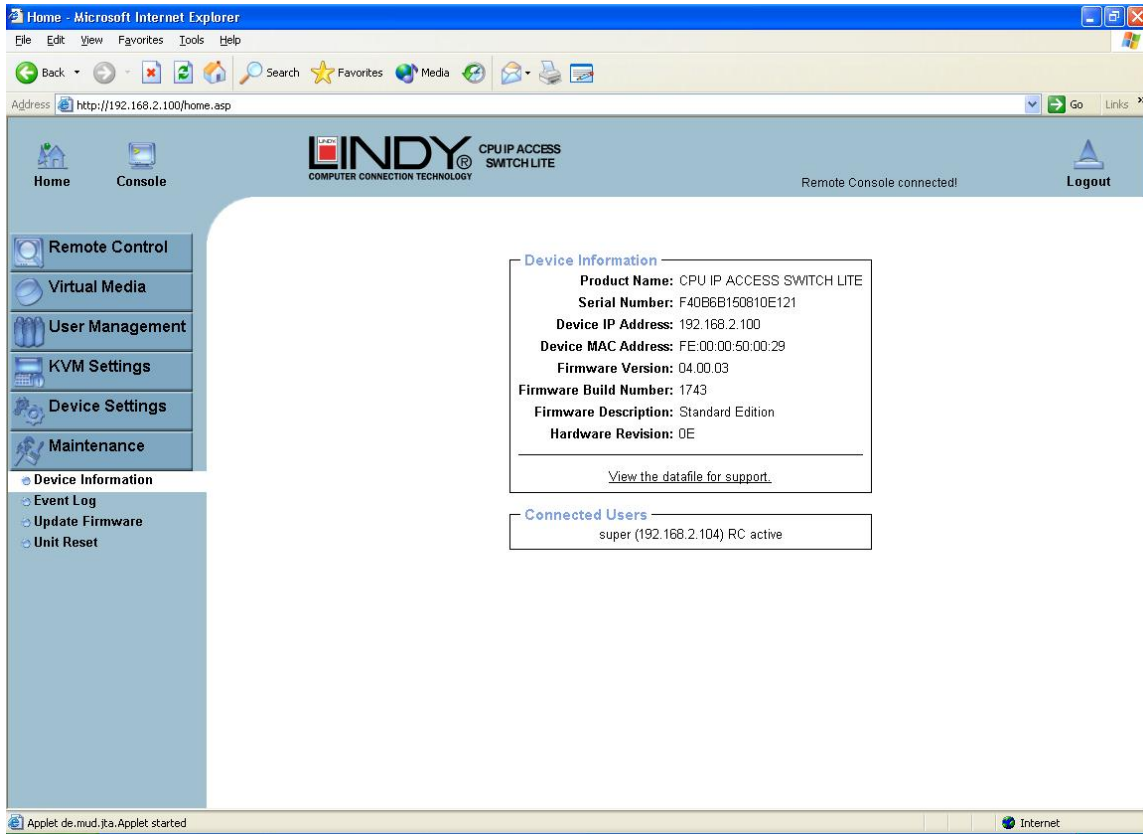 Home - Microsoft Internet Explorer
File Edit View Favorites Tools Help
Back Search Favorites Media
Address http://192.168.2.100/home.asp Go Links »
Home Console
LINDY ® CPU IP ACCESS
SWITCH LITE
COMPUTER CONNECTION TECHNOLOGY
Remote Console connected!
Logout
Remote Control
Virtual Media
User Management
KVM Settings
Device Settings
Maintenance
Device Information
Event Log
Update Firmware
Unit Reset
Device Information
Product Name: CPU IP ACCESS SWITCH LITE
Serial Number: F40B6B150810E121
Device IP Address: 192.168.2.100
Device MAC Address: FE:00:00:50:00:29
Firmware Version: 04.00.03
Firmware Build Number: 1743
Firmware Description: Standard Edition
Hardware Revision: 0E
View the datafile for support.
Connected Users
super (192.168.2.104) RC active
Applet de.mud.jta.Applet started Internet